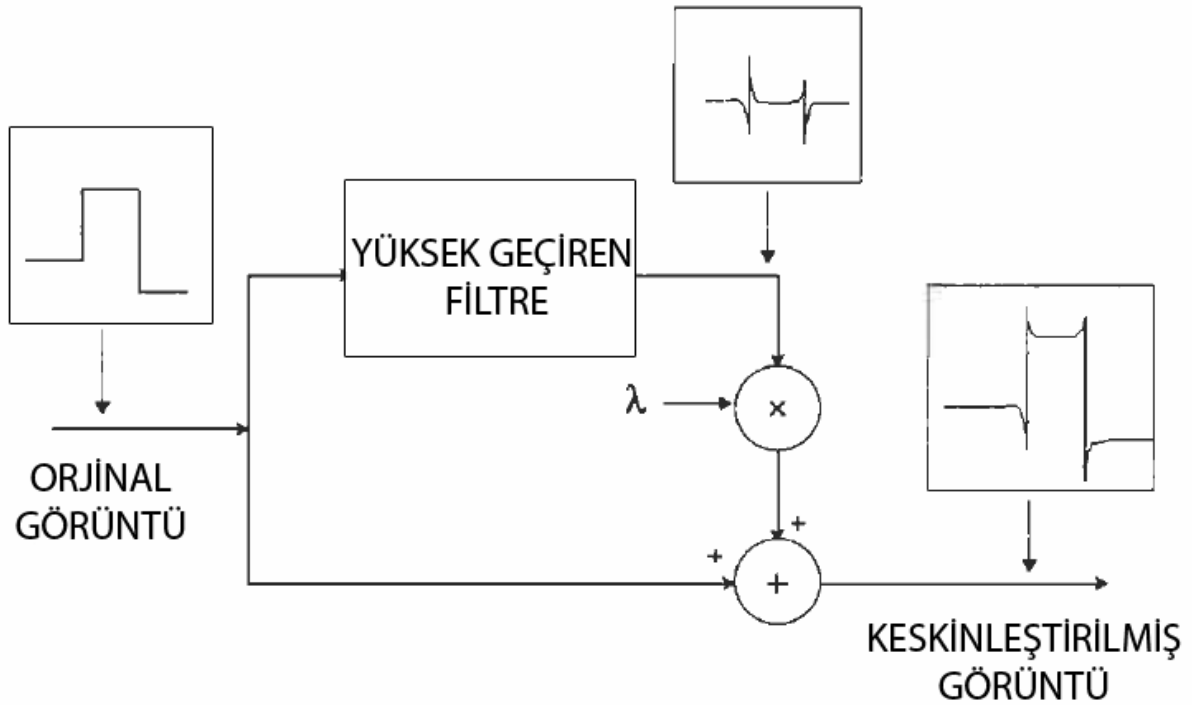 YÜKSEK GEÇİREN
FİLTRE
λ
×
ORJİNAL
GÖRÜNTÜ
+
+
+
KESKİNLEŞTİRİLMİŞ
GÖRÜNTÜ